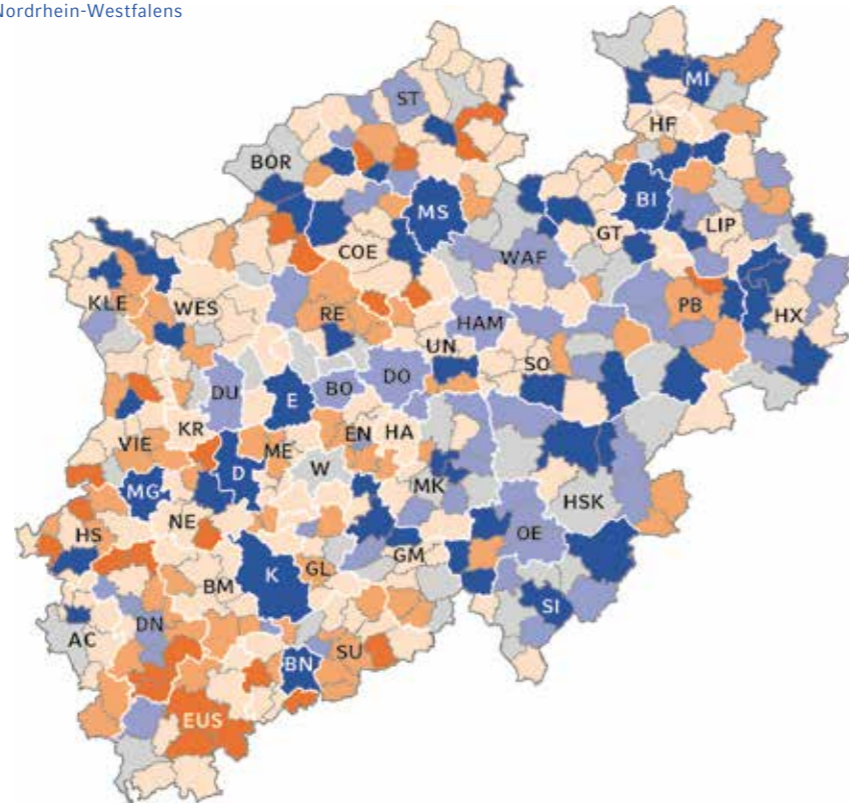 Nordrhein-Westfalens
ST
MI
HF
BOR
MS
BI
LIP
GT
COE
WAF
KLE
WES
RE
PB
HX
HAM
UN
SO
DU
E
BO
DO
KR
VIE
ME
EN
HA
D
W
MG
MK
HSK
NE
HS
OE
GM
K
GL
BM
SI
DN
AC
BN
SU
EUS